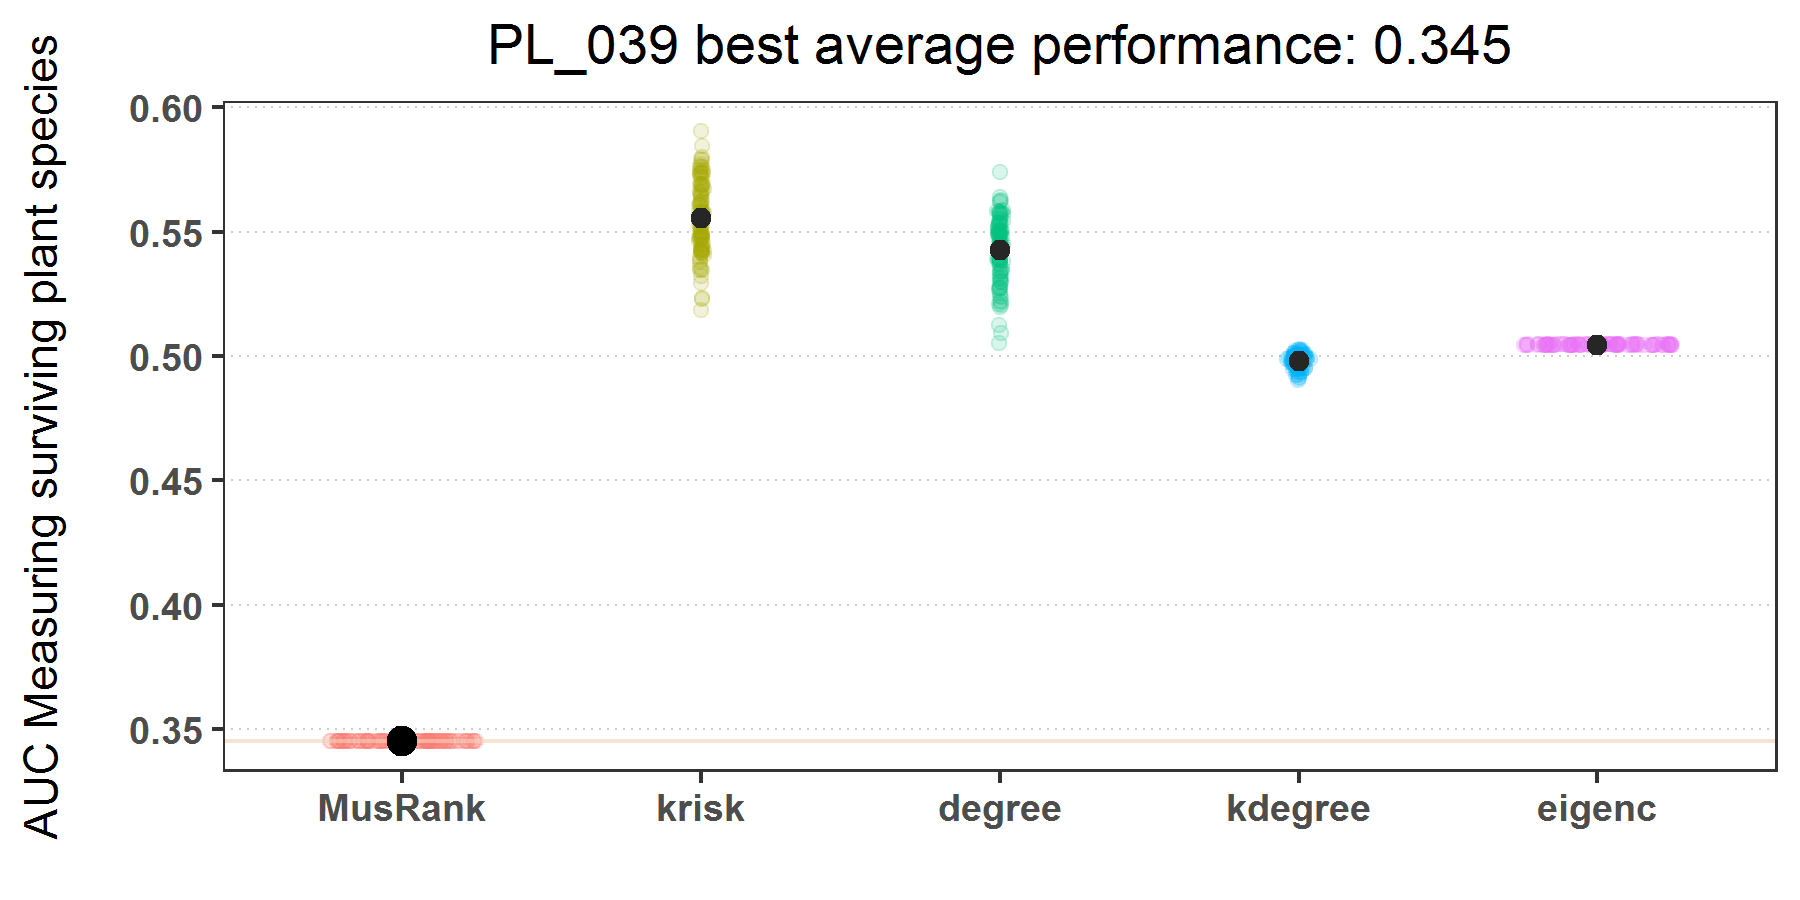 PL_039 best average performance: 0.345
AUC Measuring surviving plant species
0.60
0.55
0.50
0.45
0.40
0.35
MusRank
krisk
degree
kdegree
eigenc